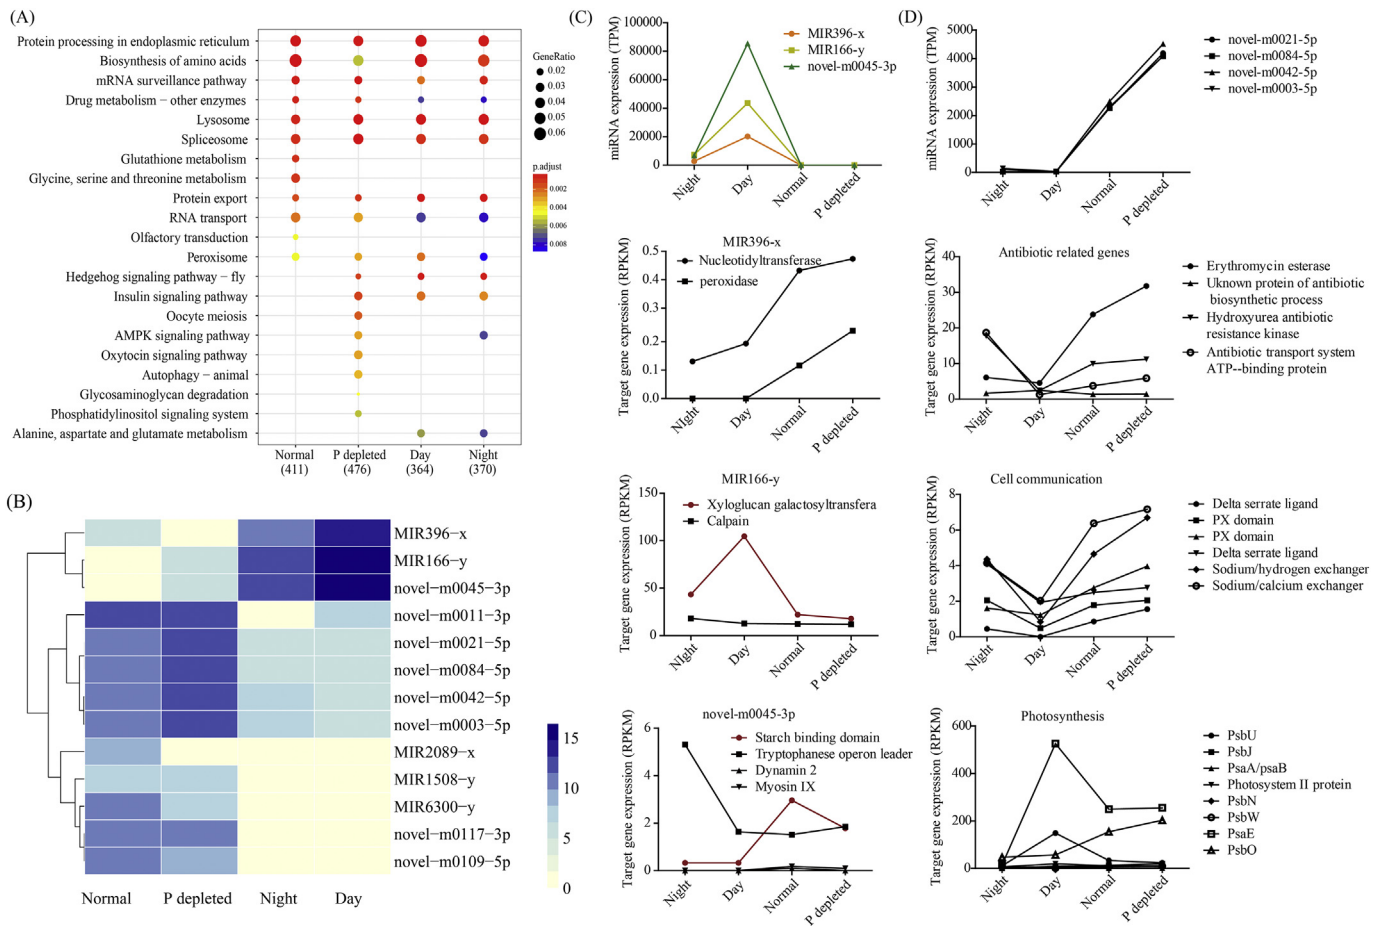 (A)
Protein processing in endoplasmic reticulum
Biosynthesis of amino acids
mRNA surveillance pathway
Drug metabolism − other enzymes
Lysosome
Spliceosome
Glutathione metabolism
Glycine, serine and threonine metabolism
Protein export
RNA transport
Olfactory transduction
Peroxisome
Hedgehog signaling pathway − fly
Insulin signaling pathway
Oocyte meiosis
AMPK signaling pathway
Oxytocin signaling pathway
Autophagy − animal
Glycosaminoglycan degradation
Phosphatidylinositol signaling system
Alanine, aspartate and glutamate metabolism
Normal
(411)
P depleted
(476)
Day
(364)
Night
(370)
GeneRatio
0.02
0.03
0.04
0.05
0.06
p.adjust
0.002
0.004
0.006
0.008
(B)
MIR396−x
MIR166−y
novel−m0045−3p
novel−m0011−3p
novel−m0021−5p
novel−m0084−5p
novel−m0042−5p
novel−m0003−5p
MIR2089−x
MIR1508−y
MIR6300−y
novel−m0117−3p
novel−m0109−5p
Normal
P depleted
Night
Day
15
10
5
0
(C)
miRNA expression (TPM)
100000
80000
60000
40000
20000
0
MIR396-x
MIR166-y
novel-m0045-3p
Night
Day
Normal
P depleted
MIR396-x
Target gene expression (RPKM)
0.5
0.4
0.3
0.2
0.1
0.0
Nucleotidyltransferase
peroxidase
NIght
Day
Normal
P depleted
MIR166-y
Target gene expression (RPKM)
150
100
50
0
Xyloglucan galactosyltransfera
Calpain
NIght
Day
Normal
P depleted
novel-m0045-3p
Target gene expression (RPKM)
6
4
2
0
Starch binding domain
Tryptophanese operon leader
Dynamin 2
Myosin IX
Night
Day
Normal
P depleted
(D)
miRNA expression (TPM)
5000
4000
3000
2000
1000
0
novel-m0021-5p
novel-m0084-5p
novel-m0042-5p
novel-m0003-5p
Night
Day
Normal
P depleted
Antibiotic related genes
Target gene expression (RPKM)
40
30
20
10
0
Erythromycin esterase
Uknown protein of antibiotic
biosynthetic process
Hydroxyurea antibiotic
resistance kinase
Antibiotic transport system
ATP--binding protein
Night
Day
Normal
P depleted
Cell communication
Target gene expression (RPKM)
8
6
4
2
0
Delta serrate ligand
PX domain
PX domain
Delta serrate ligand
Sodium/hydrogen exchanger
Sodium/calcium exchanger
Night
Day
Normal
P depleted
Photosynthesis
Target gene expression (RPKM)
600
400
200
0
PsbU
PsbJ
PsaA/psaB
Photosystem II protein
PsbN
PsbW
PsaE
PsbO
Night
Day
Normal
P depleted